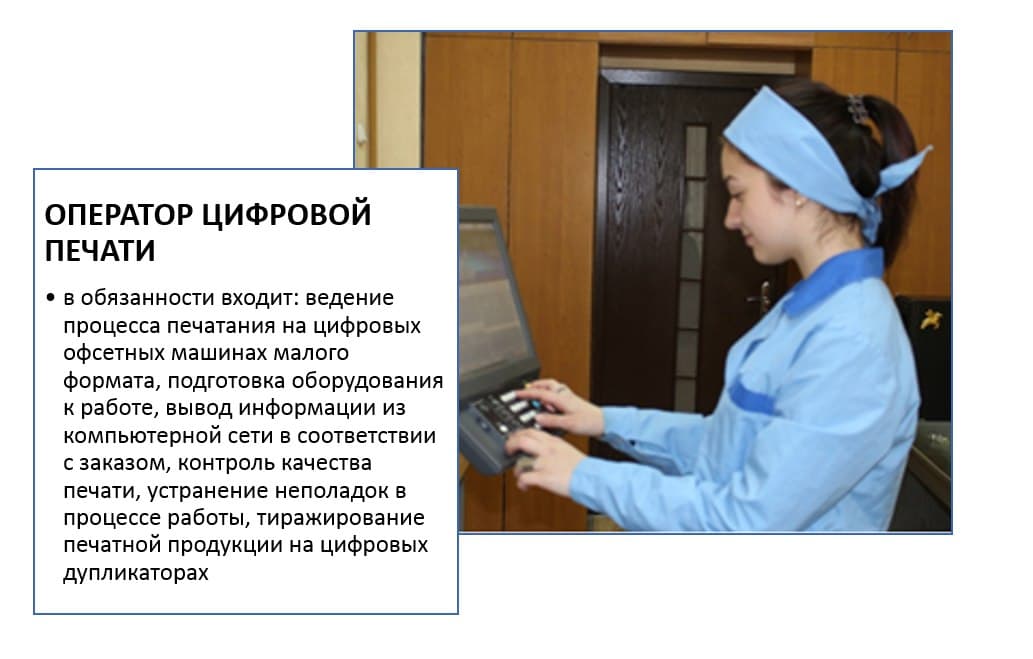 ОПЕРАТОР ЦИФРОВОЙ
ПЕЧАТИ
• в обязанности входит: ведение
процесса печатания на цифровых
офсетных машинах малого
формата, подготовка оборудования
к работе, вывод информации из
компьютерной сети в соответствии
с заказом, контроль качества
печати, устранение неполадок в
процессе работы, тиражирование
печатной продукции на цифровых
дупликаторах